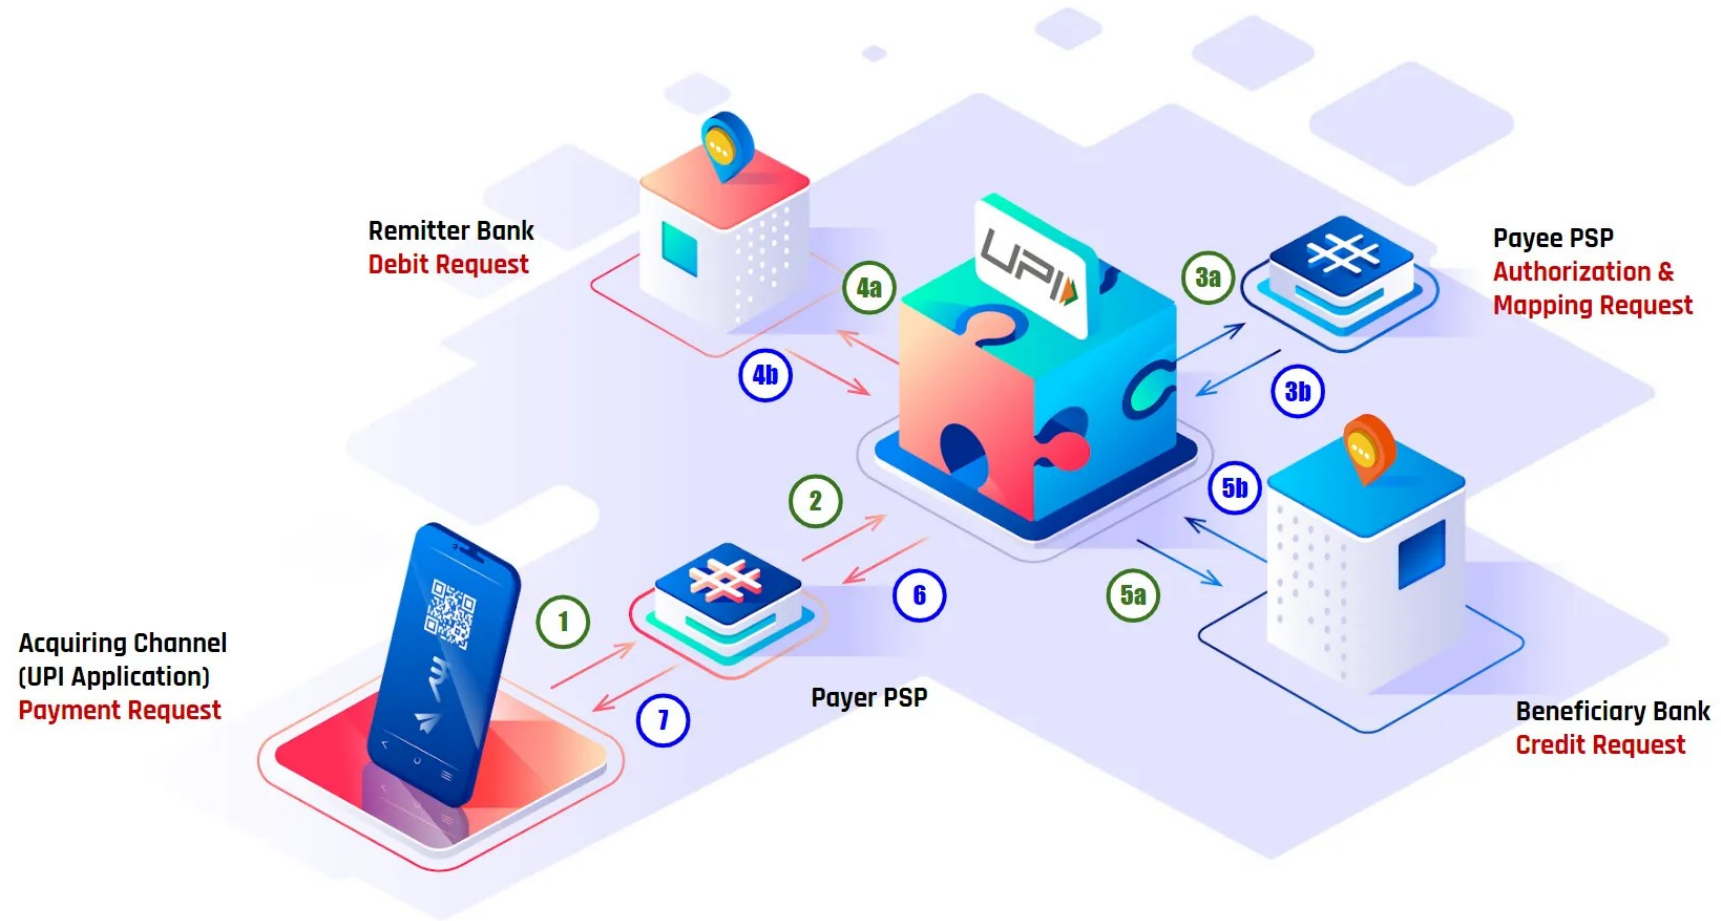 Remitter Bank
Debit Request
4a
4b
UPI
3a
3b
Payee PSP
Authorization &
Mapping Request
5b
5a
2
6
1
7
Acquiring Channel
(UPI Application)
Payment Request
Payer PSP
Beneficiary Bank
Credit Request